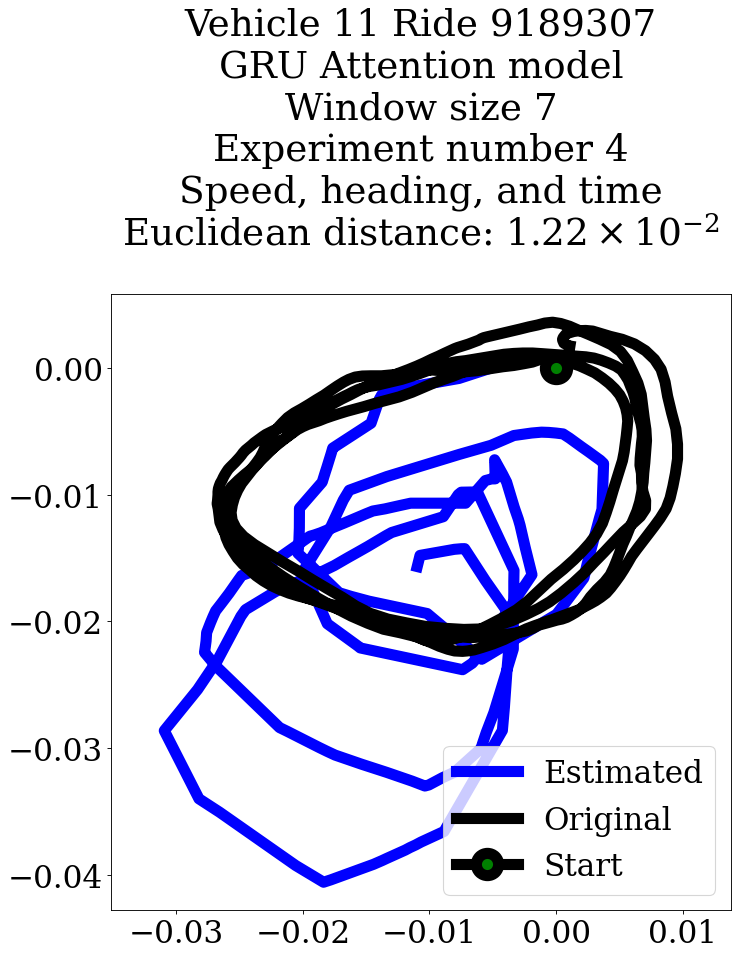 Vehicle 11 Ride 9189307
GRU Attention model
Window size 7
Experiment number 4
Speed, heading, and time
Euclidean distance: 1.22 × 10⁻²
0.00
−0.01
−0.02
−0.03
−0.04
Estimated
Original
Start
−0.03 −0.02 −0.01 0.00 0.01